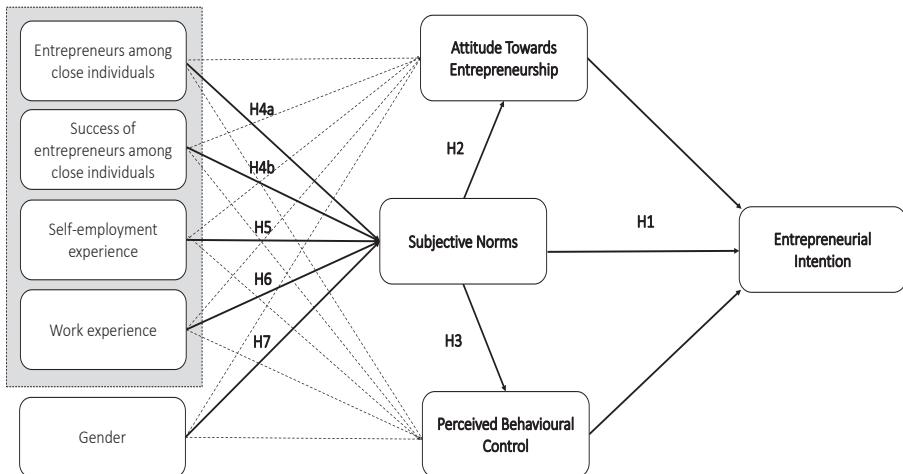 Entrepreneurs among
close individuals
Success of
entrepreneurs among
close individuals
Self-employment
experience
Work experience
Gender
H4a
H4b
H5
H6
H7
Attitude Towards
Entrepreneurship
H2
Subjective Norms
H3
Perceived Behavioural
Control
H1
Entrepreneurial
Intention